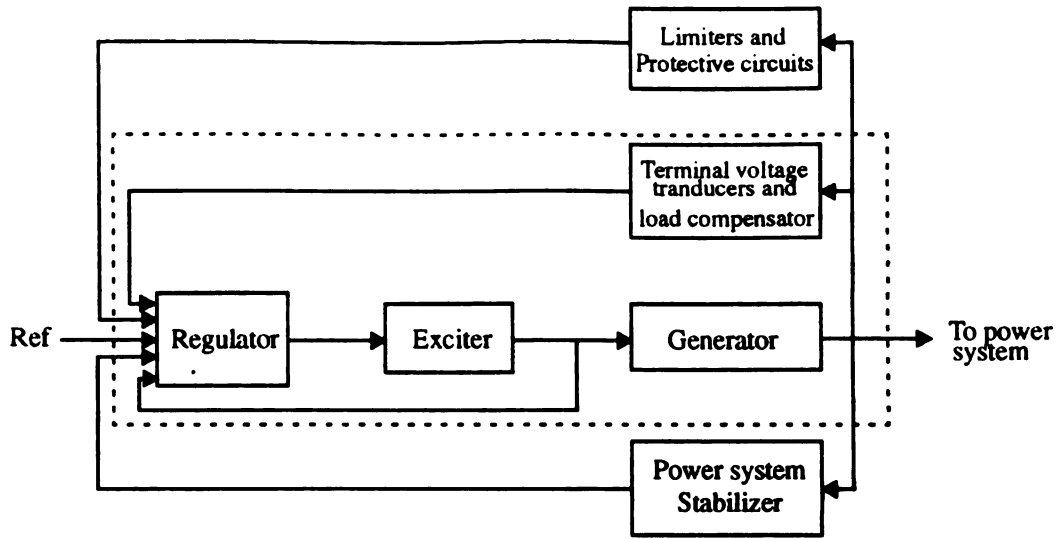 Limiters and
Protective circuits
Terminal voltage
tranducers and
load compensator
Ref
Regulator
Exciter
Generator
To power
system
Power system
Stabilizer